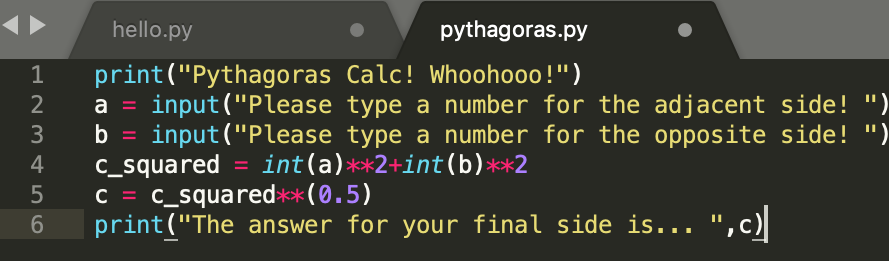 hello.py pythagoras.py
1 print("Pythagoras Calc! Whoohooo!")
2 a = input("Please type a number for the adjacent side! ")
3 b = input("Please type a number for the opposite side! ")
4 c_squared = int(a)**2+int(b)**2
5 c = c_squared**(0.5)
6 print("The answer for your final side is... ",c)